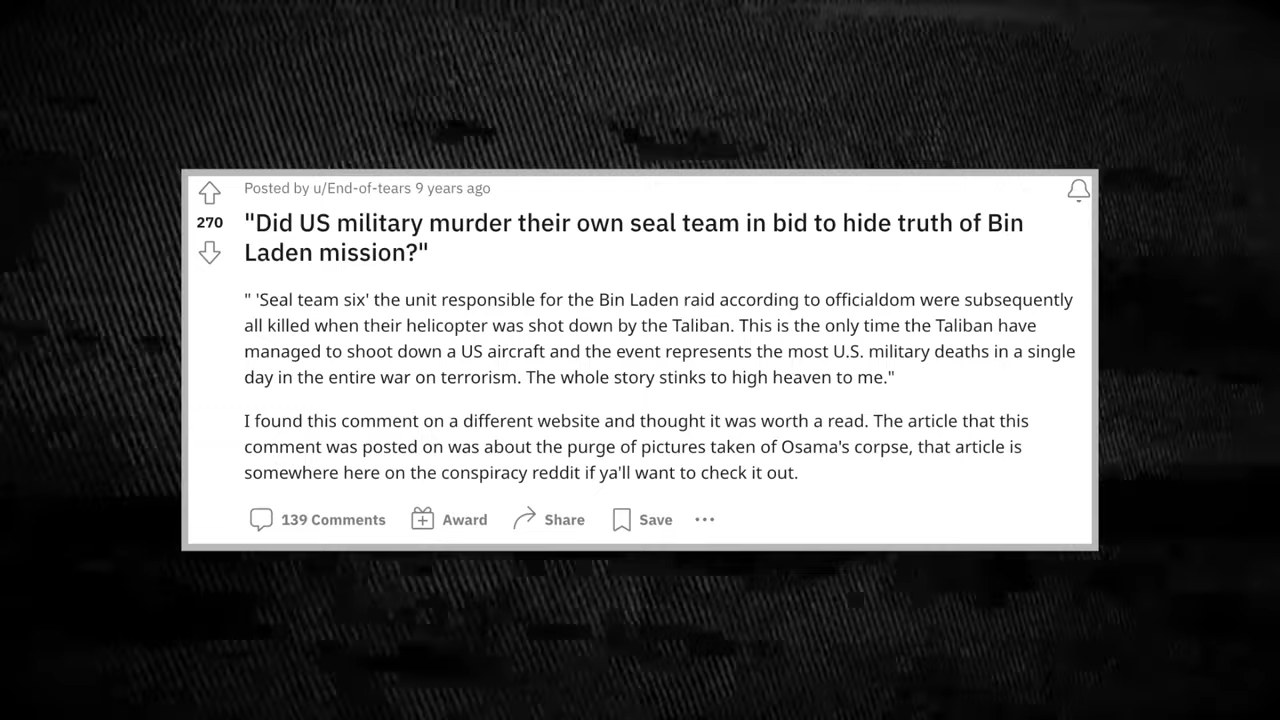 Posted by u/End-of-tears 9 years ago
270
"Did US military murder their own seal team in bid to hide truth of Bin
Laden mission?"
" 'Seal team six' the unit responsible for the Bin Laden raid according to officialdom were subsequently
all killed when their helicopter was shot down by the Taliban. This is the only time the Taliban have
managed to shoot down a US aircraft and the event represents the most U.S. military deaths in a single
day in the entire war on terrorism. The whole story stinks to high heaven to me."
I found this comment on a different website and thought it was worth a read. The article that this
comment was posted on was about the purge of pictures taken of Osama's corpse, that article is
somewhere here on the conspiracy reddit if ya'll want to check it out.
139 Comments Award Share Save